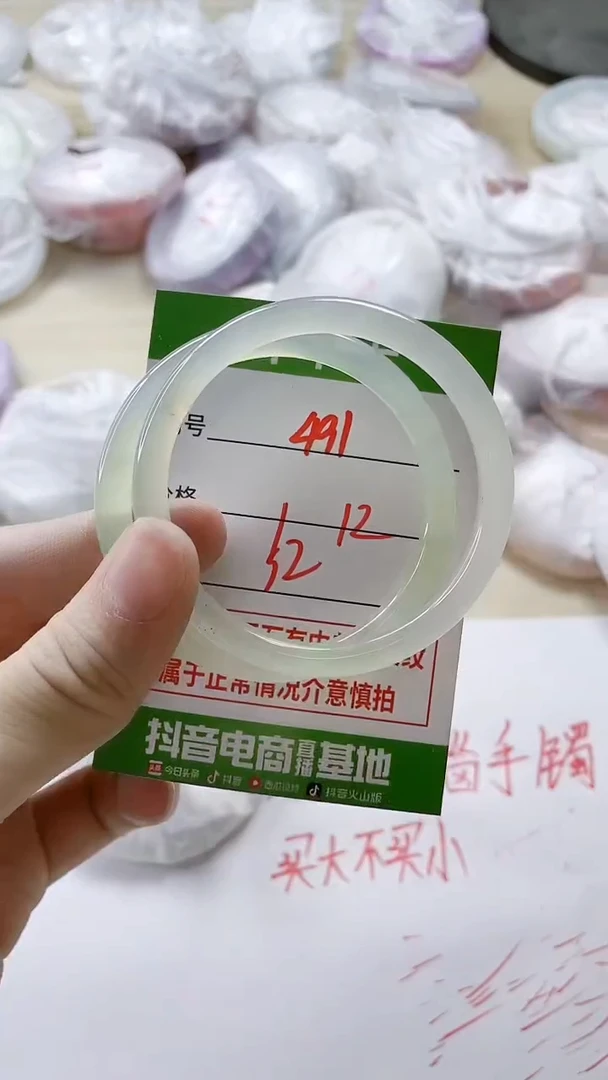 号 491
格
12
52
属于正常情况介意慎拍
抖音电商直播基地
今日头条 抖音 西瓜视频 抖音火山版
手镯
买大不买小